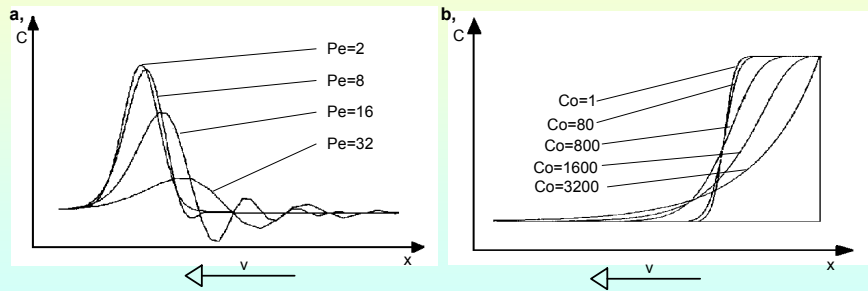 a,
C
Pe=2
Pe=8
Pe=16
Pe=32
x
v
b,
C
Co=1
Co=80
Co=800
Co=1600
Co=3200
x
v